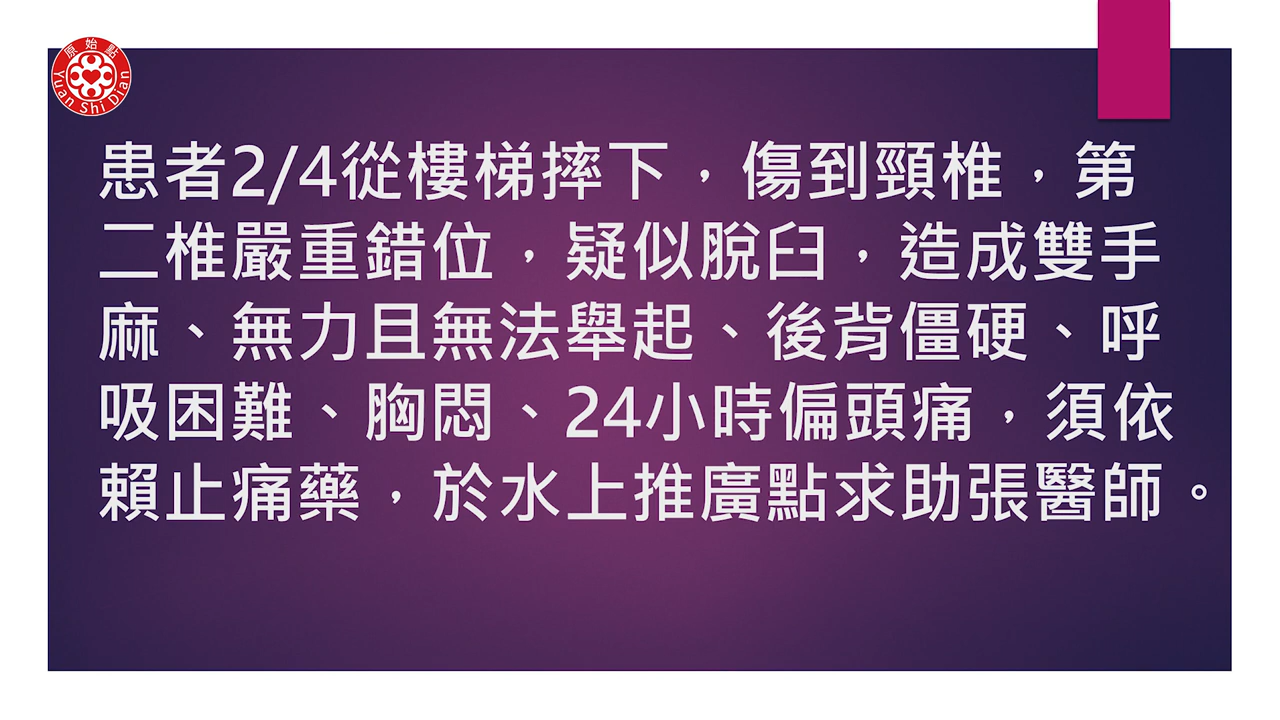 原始點
Yuan Shi Dian
患者2/4從樓梯摔下，傷到頸椎，第
二椎嚴重錯位，疑似脫臼，造成雙手
麻、無力且無法舉起、後背僵硬、呼
吸困難、胸悶、24小時偏頭痛，須依
賴止痛藥，於水上推廣點求助張醫師。